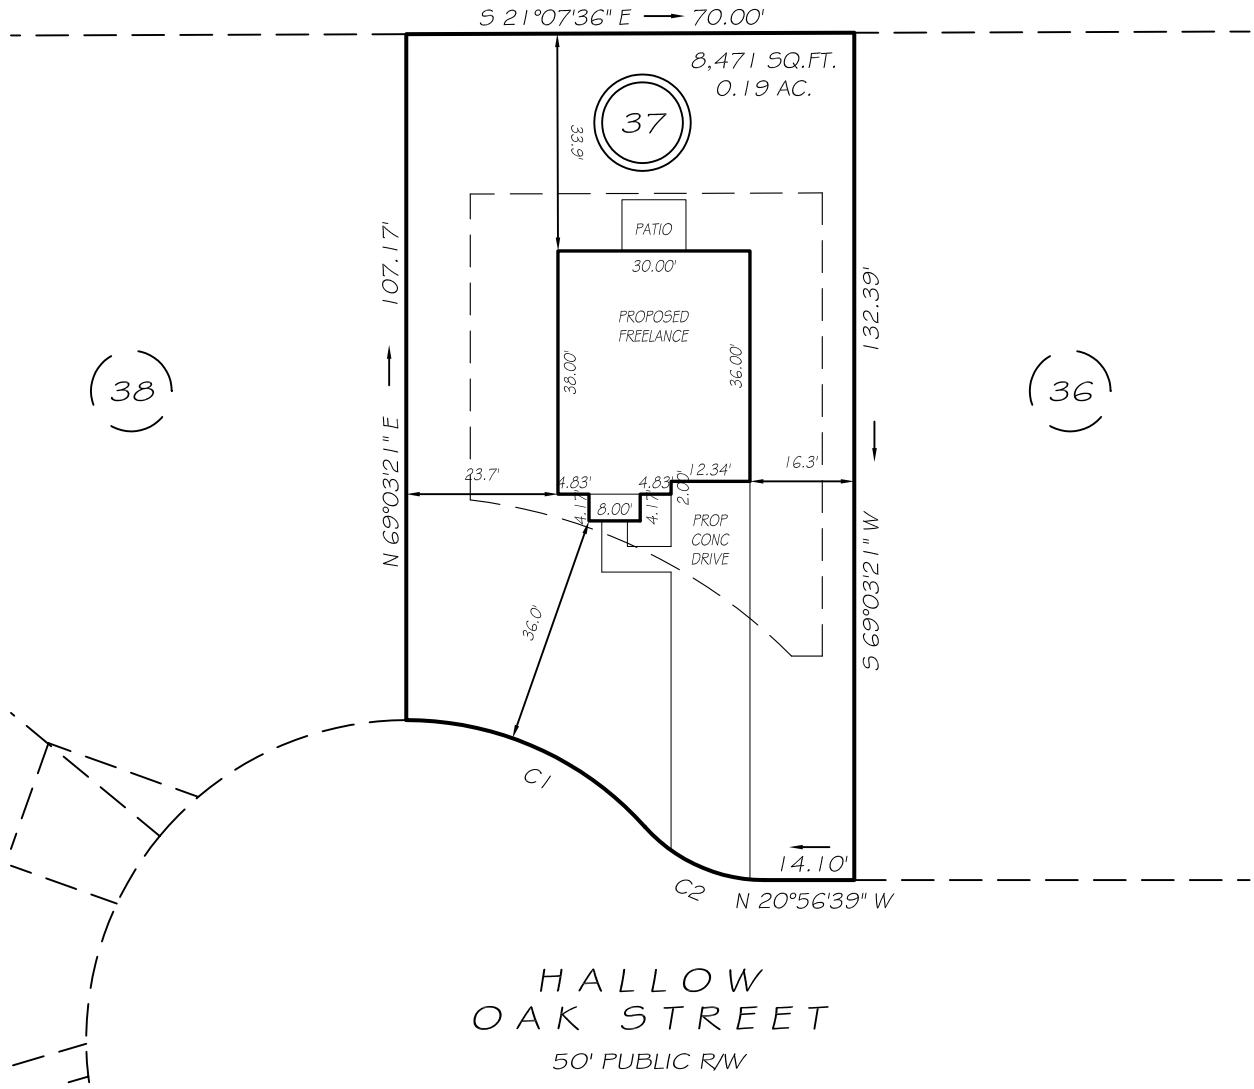 S 21°07'36" E 70.00'
8,471 SQ.FT.
0.19 AC.
37
33.9'
PATIO
30.00'
PROPOSED
FREELANCE
38.00'
36.00'
N 69°03'21" E 107.17'
132.39'
S 69°03'21" W
38
36
23.7'
4.83'
4.83'
12.34'
16.3'
2.00'
4.17'
8.00'
4.17'
PROP
CONC
DRIVE
36.0'
C1
C2
14.10'
N 20°56'39" W
HALLOW
OAK STREET
50' PUBLIC R/W